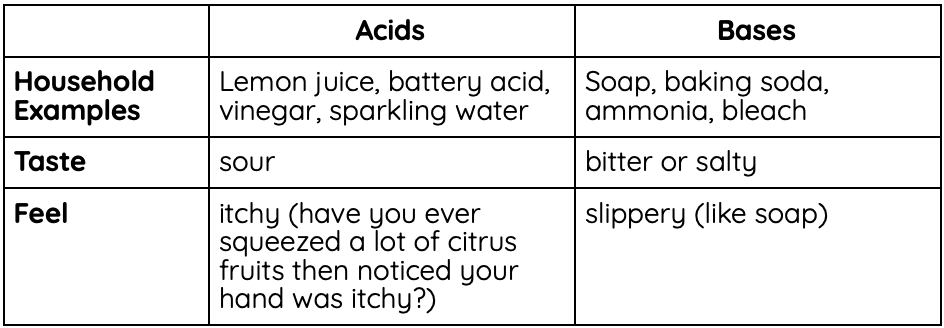 Acids
Bases
Household
Examples
Lemon juice, battery acid,
vinegar, sparkling water
Soap, baking soda,
ammonia, bleach
Taste
sour
bitter or salty
Feel
itchy (have you ever
squeezed a lot of citrus
fruits then noticed your
hand was itchy?)
slippery (like soap)